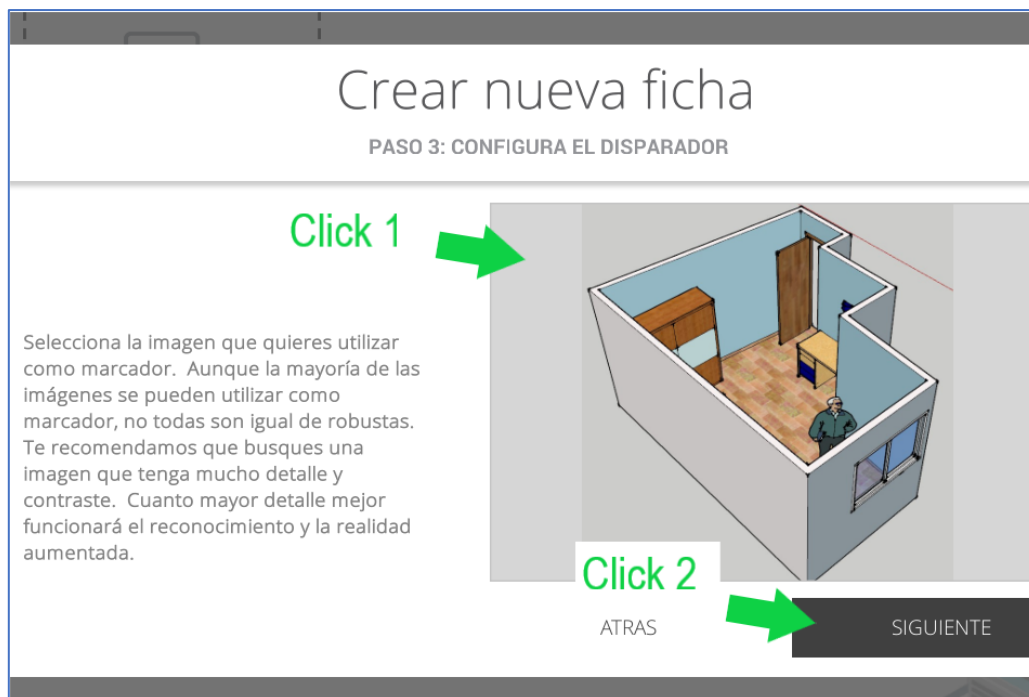 Crear nueva ficha
PASO 3: CONFIGURA EL DISPARADOR
Click 1
Selecciona la imagen que quieres utilizar
como marcador. Aunque la mayoría de las
imágenes se pueden utilizar como
marcador, no todas son igual de robustas.
Te recomendamos que busques una
imagen que tenga mucho detalle y
contraste. Cuanto mayor detalle mejor
funcionará el reconocimiento y la realidad
aumentada.
Click 2
ATRAS
SIGUIENTE